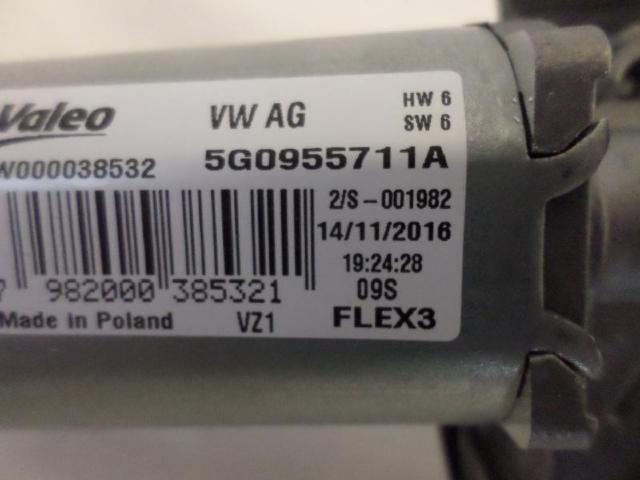 Valeo VW AG HW 6
SW 6
W000038532 5G0955711A
2/S-001982
14/11/2016
19:24:28
982000 385321 09S
Made in Poland VZ1 FLEX3